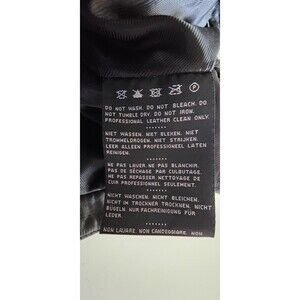 P
DO NOT WASH. DO NOT BLEACH. DO
NOT TUMBLE DRY. DO NOT IRON.
PROFESSIONAL LEATHER CLEAN ONLY.
NIET WASSEN. NIET BLEKEN. NIET
TROMMELDROGEN. NIET STRIJKEN.
LEER ALLEEN PROFESSIONEEL LATEN
REINIGEN.
NE PAS LAVER. NE PAS BLANCHIR.
PAS DE SÉCHAGE PAR CULBUTAGE.
NE PAS REPASSER. NETTOYAGE DE
CUIR PROFESSIONNEL SEULEMENT.
NICHT WASCHEN. NICHT BLEICHEN.
NICHT IM TROCKNER TROCKNEN. NICHT
BÜGELN. NUR FACHREINIGUNG FÜR
LEDER.
NON LAVARE. NON CANDEGGIARE. NON